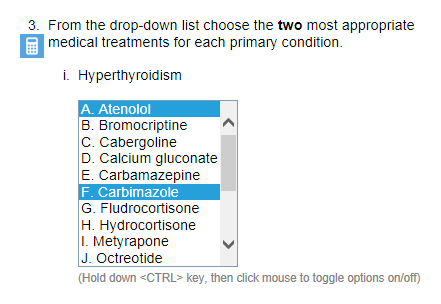 3. From the drop-down list choose the two most appropriate
medical treatments for each primary condition.
i. Hyperthyroidism
A. Atenolol
B. Bromocriptine
C. Cabergoline
D. Calcium gluconate
E. Carbamazepine
F. Carbimazole
G. Fludrocortisone
H. Hydrocortisone
I. Metyrapone
J. Octreotide
(Hold down <CTRL> key, then click mouse to toggle options on/off)